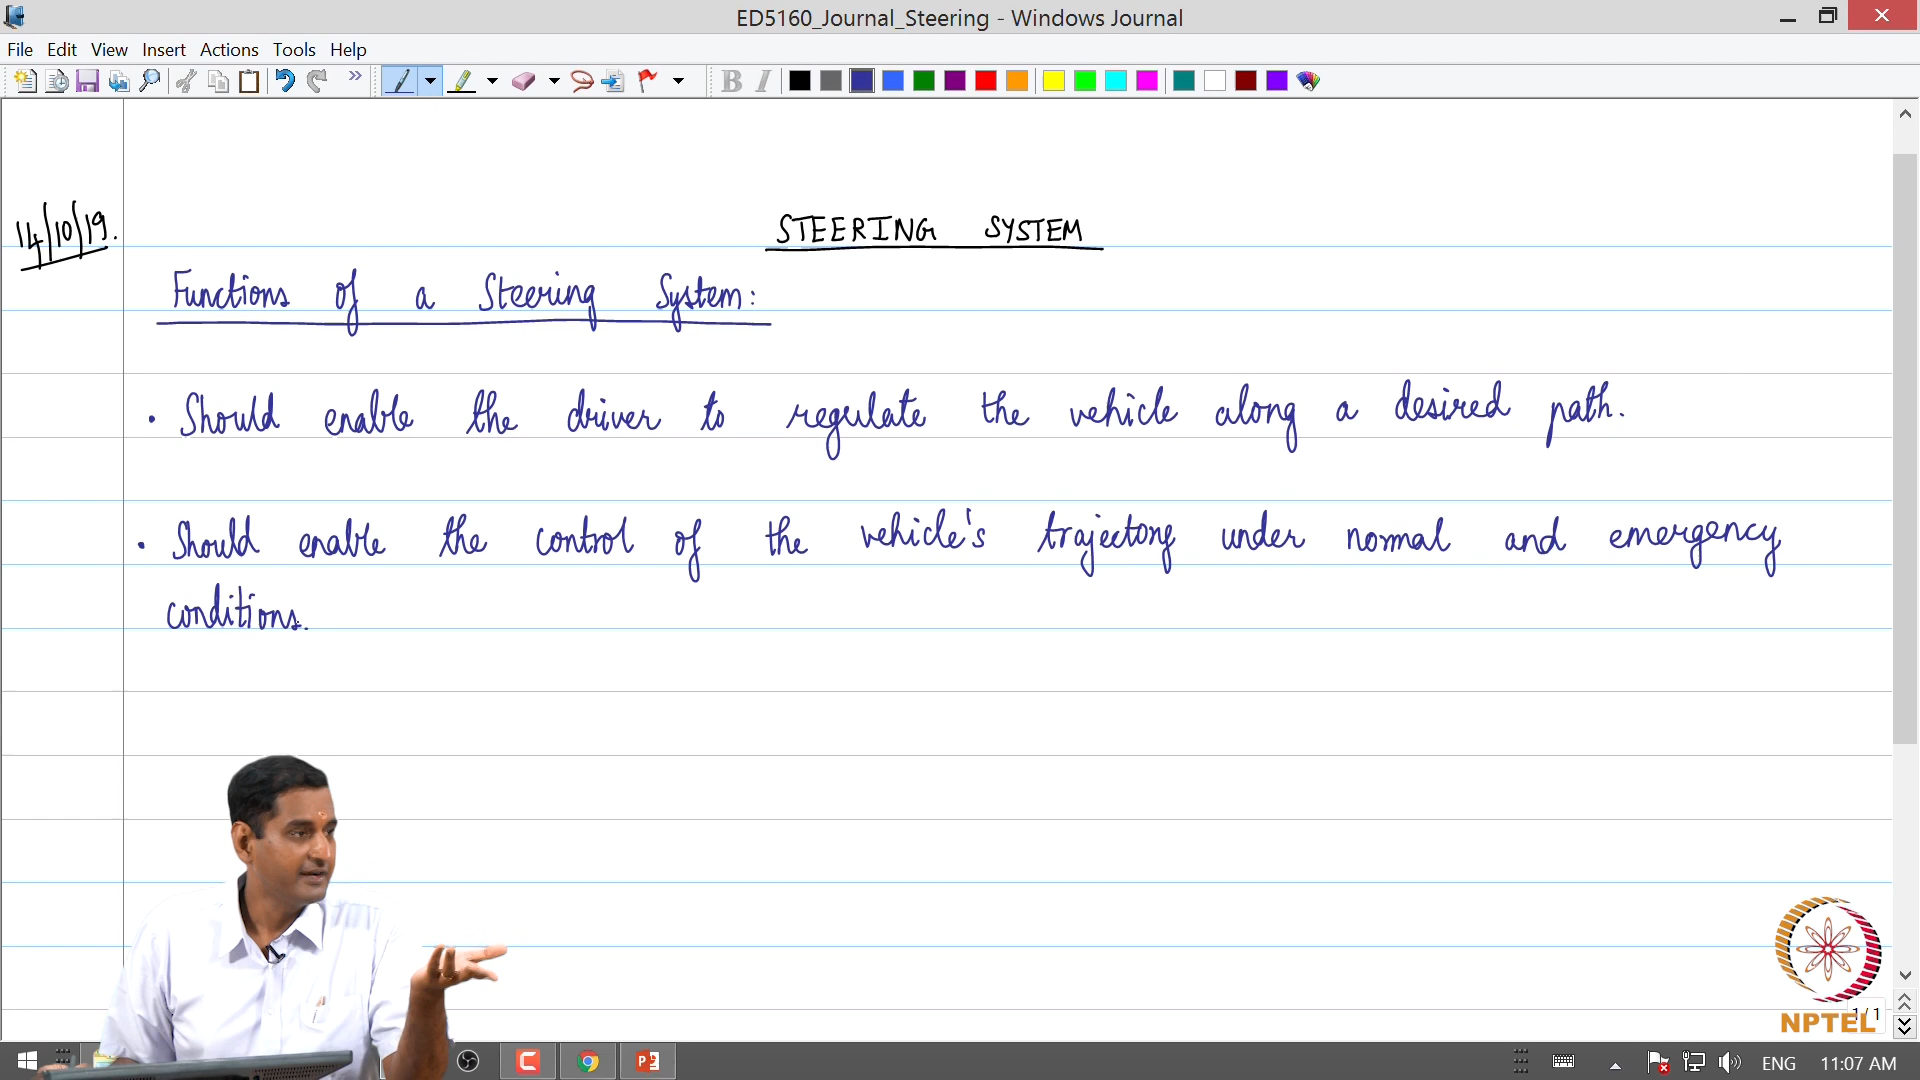 ED5160_Journal_Steering - Windows Journal
File Edit View Insert Actions Tools Help
B I
14/10/19.
STEERING SYSTEM
Functions of a Steering System:
• Should enable the driver to regulate the vehicle along a desired path.
• Should enable the control of the vehicle's trajectory under normal and emergency
conditions.
1/1
NPTEL
ENG 11:07 AM